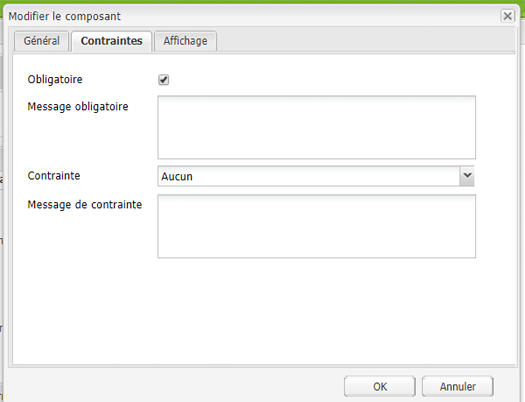 Modifier le composant
Général Contraintes Affichage
Obligatoire
Message obligatoire
Contrainte Aucun
Message de contrainte
OK Annuler